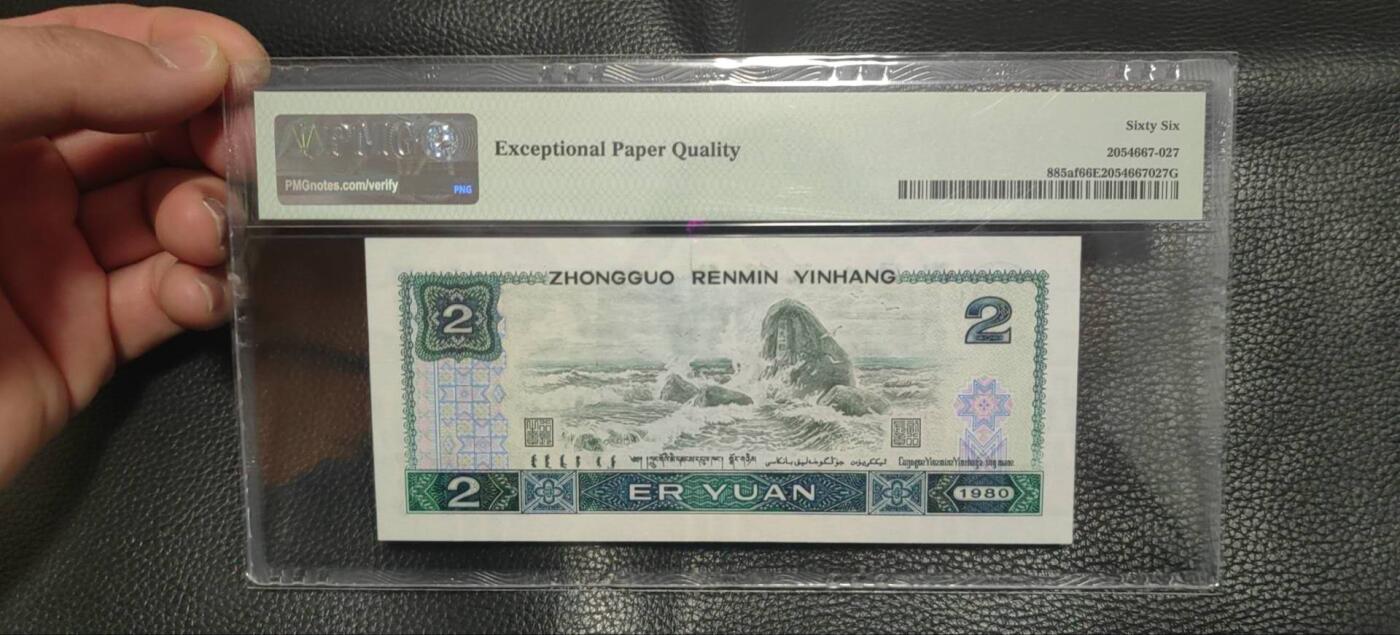 PMG
PMGnotes.com/verify
PNG
Exceptional Paper Quality
Sixty Six
2054667-027
885af66E2054667027G
ZHONGGUO RENMIN YINHANG
2
2
2
ER YUAN
1980